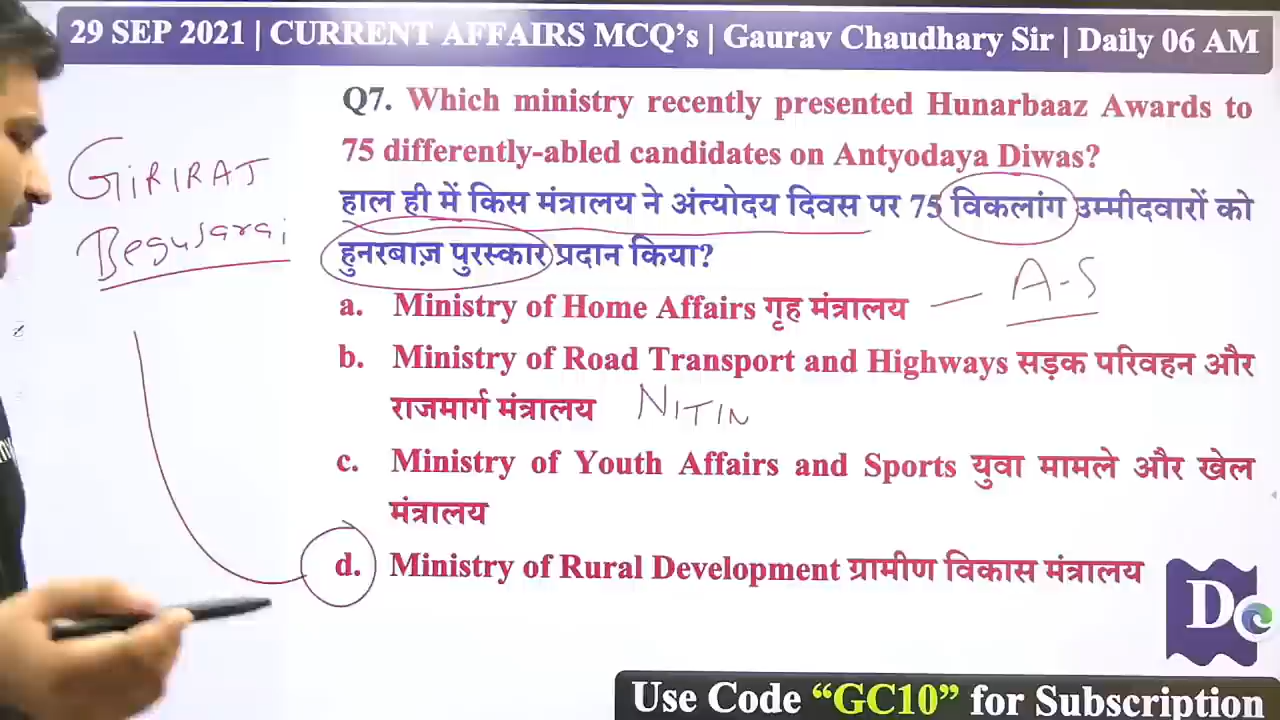 29 SEP 2021 | CURRENT AFFAIRS MCQ’s | Gaurav Chaudhary Sir | Daily 06 AM
Q7. Which ministry recently presented Hunarbaaz Awards to
75 differently-abled candidates on Antyodaya Diwas?
हाल ही में किस मंत्रालय ने अंत्योदय दिवस पर 75 विकलांग उम्मीदवारों को
हुनरबाज़ पुरस्कार प्रदान किया?
GIRIRAJ
Begusarai
a. Ministry of Home Affairs गृह मंत्रालय
A-S
b. Ministry of Road Transport and Highways सड़क परिवहन और
राजमार्ग मंत्रालय
NITIN
c. Ministry of Youth Affairs and Sports युवा मामले और खेल
मंत्रालय
d. Ministry of Rural Development ग्रामीण विकास मंत्रालय
Use Code “GC10” for Subscription